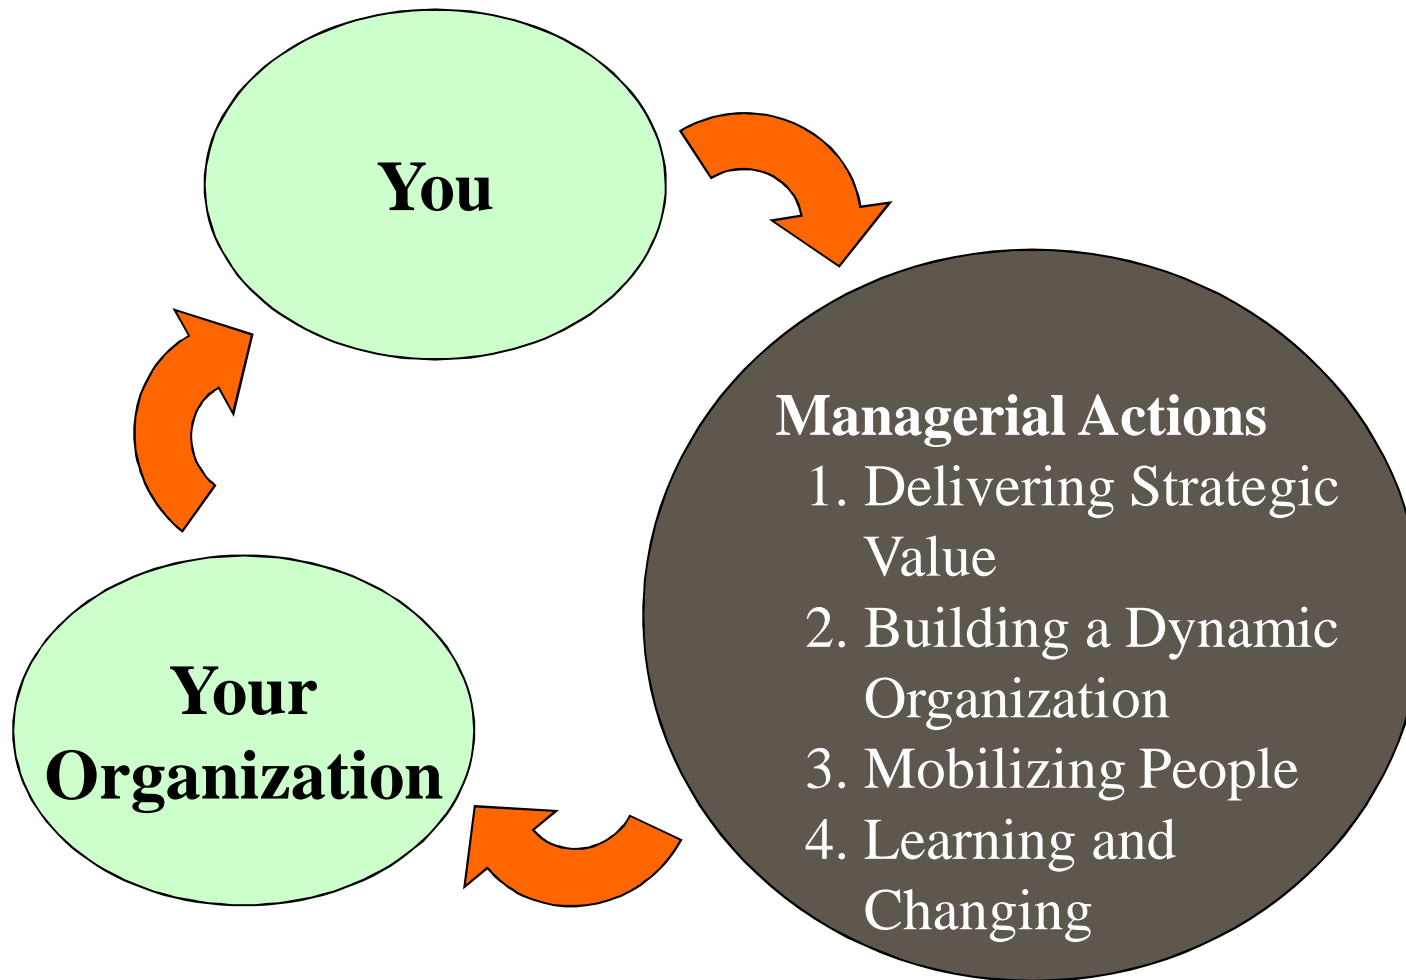 You
Managerial Actions
1. Delivering Strategic
Value
2. Building a Dynamic
Organization
3. Mobilizing People
4. Learning and
Changing
Your
Organization